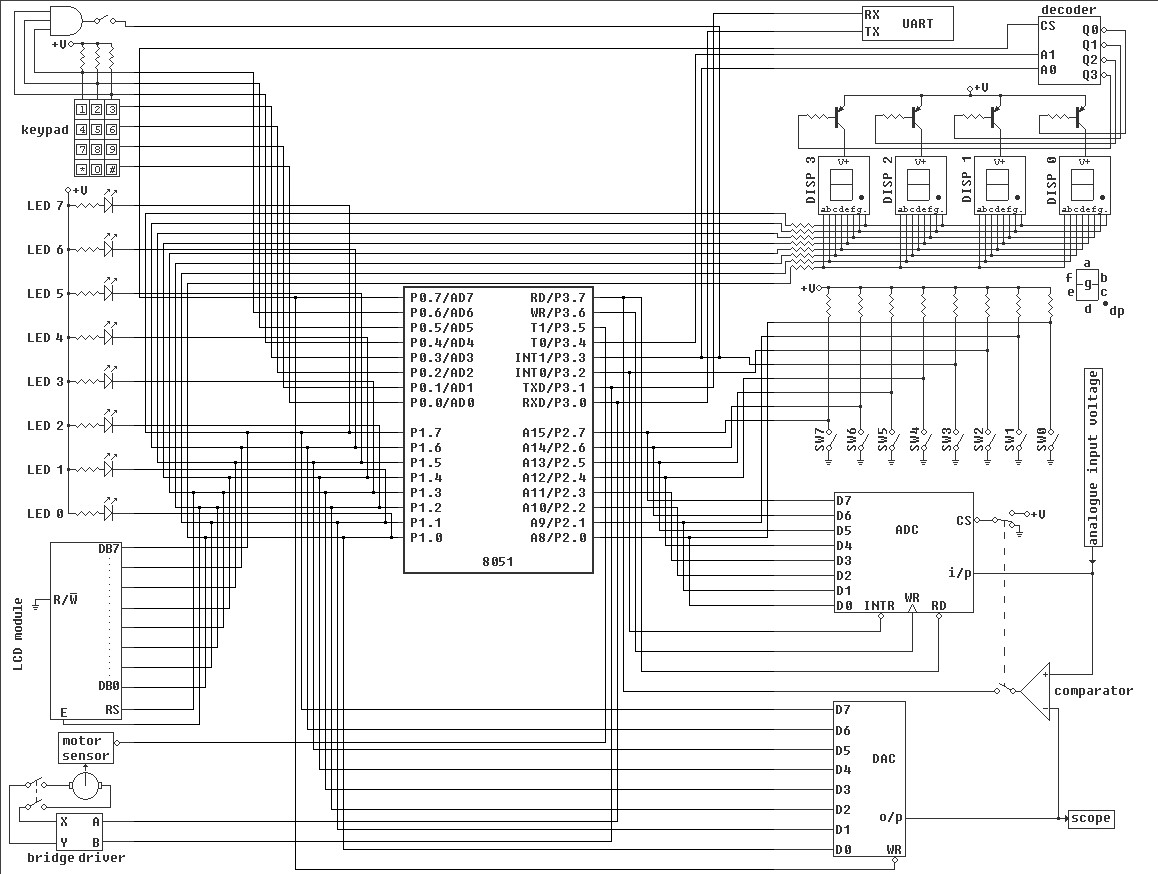 decoder
RX
UART
TX
CS
Q0
Q1
A1
Q2
A0
Q3
+V
+V
keypad
1 2 3
4 5 6
7 8 9
* 0 #
V+
V+
V+
V+
DISP 3
DISP 2
DISP 1
DISP 0
abcdefg.
abcdefg.
abcdefg.
abcdefg.
+V
LED 7
LED 6
LED 5
LED 4
LED 3
LED 2
LED 1
LED 0
a
f b
g
e c
d
dp
+V
P0.7/AD7
P0.6/AD6
P0.5/AD5
P0.4/AD4
P0.3/AD3
P0.2/AD2
P0.1/AD1
P0.0/AD0
P1.7
P1.6
P1.5
P1.4
P1.3
P1.2
P1.1
P1.0
RD/P3.7
WR/P3.6
T1/P3.5
T0/P3.4
INT1/P3.3
INT0/P3.2
TXD/P3.1
RXD/P3.0
A15/P2.7
A14/P2.6
A13/P2.5
A12/P2.4
A11/P2.3
A10/P2.2
A9/P2.1
A8/P2.0
8051
SW7
SW6
SW5
SW4
SW3
SW2
SW1
SW0
analogue input voltage
D7
D6
D5
D4
D3
D2
D1
D0
ADC
CS
+V
i/p
INTR
WR
RD
LCD module
DB7
R/W̅
DB0
RS
E
comparator
+
-
motor
sensor
X A
Y B
bridge driver
D7
D6
D5
D4
D3
D2
D1
D0
DAC
o/p
WR
scope